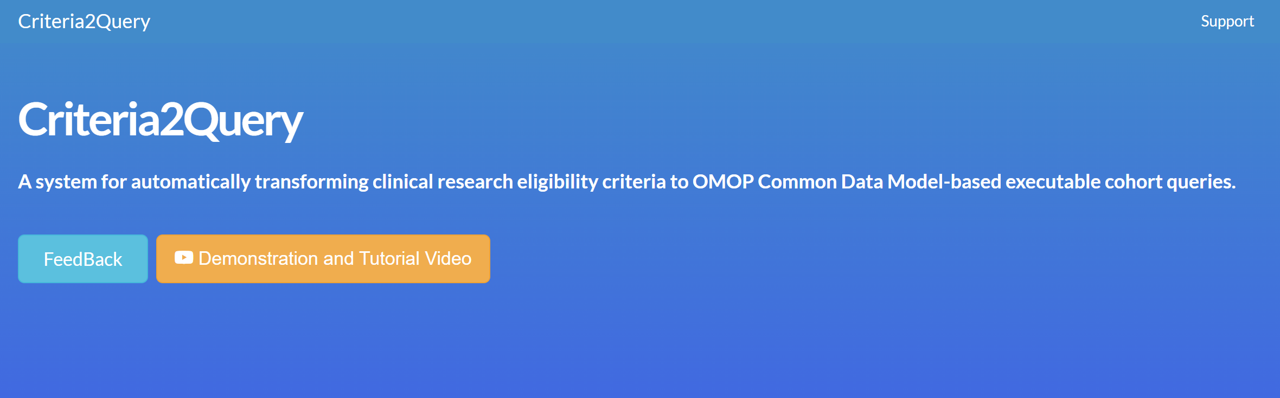 Criteria2Query
Support
Criteria2Query
A system for automatically transforming clinical research eligibility criteria to OMOP Common Data Model-based executable cohort queries.
FeedBack
Demonstration and Tutorial Video